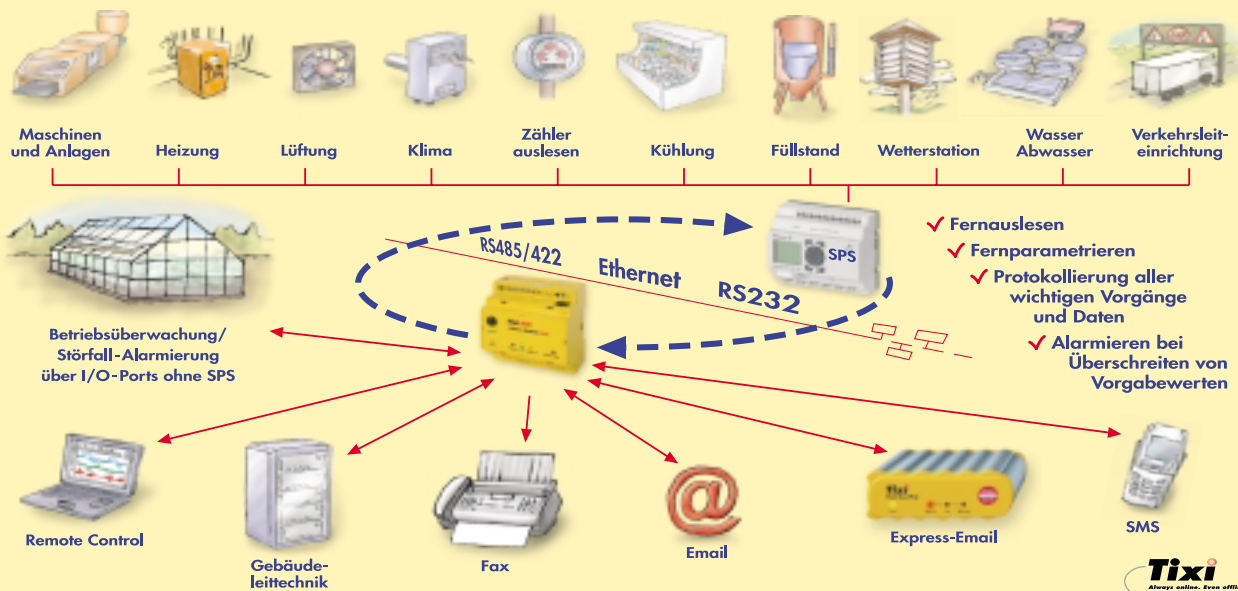 Maschinen
und Anlagen
Heizung
Lüftung
Klima
Zähler
auslesen
Kühlung
Füllstand
Wetterstation
Wasser
Abwasser
Verkehrsleit-
einrichtung
RS485/422
Ethernet
RS232
SPS
✓ Fernauslesen
✓ Fernparametrieren
✓ Protokollierung aller
wichtigen Vorgänge
und Daten
✓ Alarmieren bei
Überschreiten von
Vorgabewerten
Betriebsüberwachung/
Störfall-Alarmierung
über I/O-Ports ohne SPS
Remote Control
Gebäude-
leittechnik
Fax
@
Email
tixi
Express-Email
SMS
Tixi
Always online. Even offli